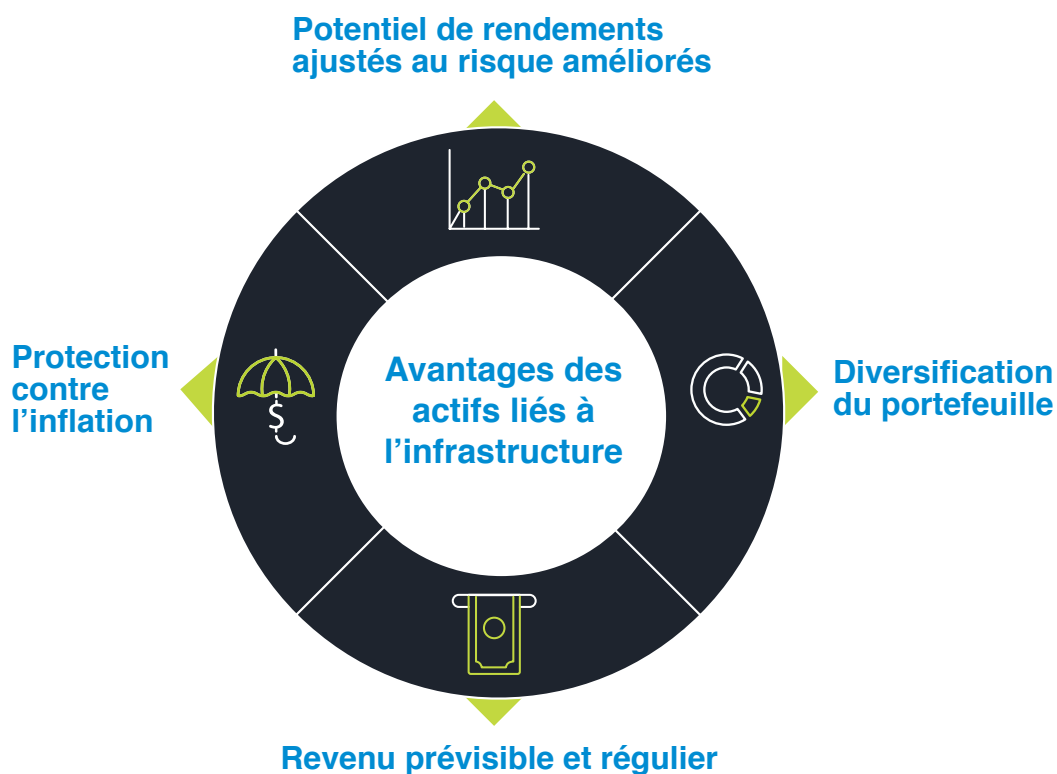 Potentiel de rendements
ajustés au risque améliorés
Protection
contre
l’inflation
$
Avantages des
actifs liés à
l’infrastructure
Diversification
du portefeuille
Revenu prévisible et régulier